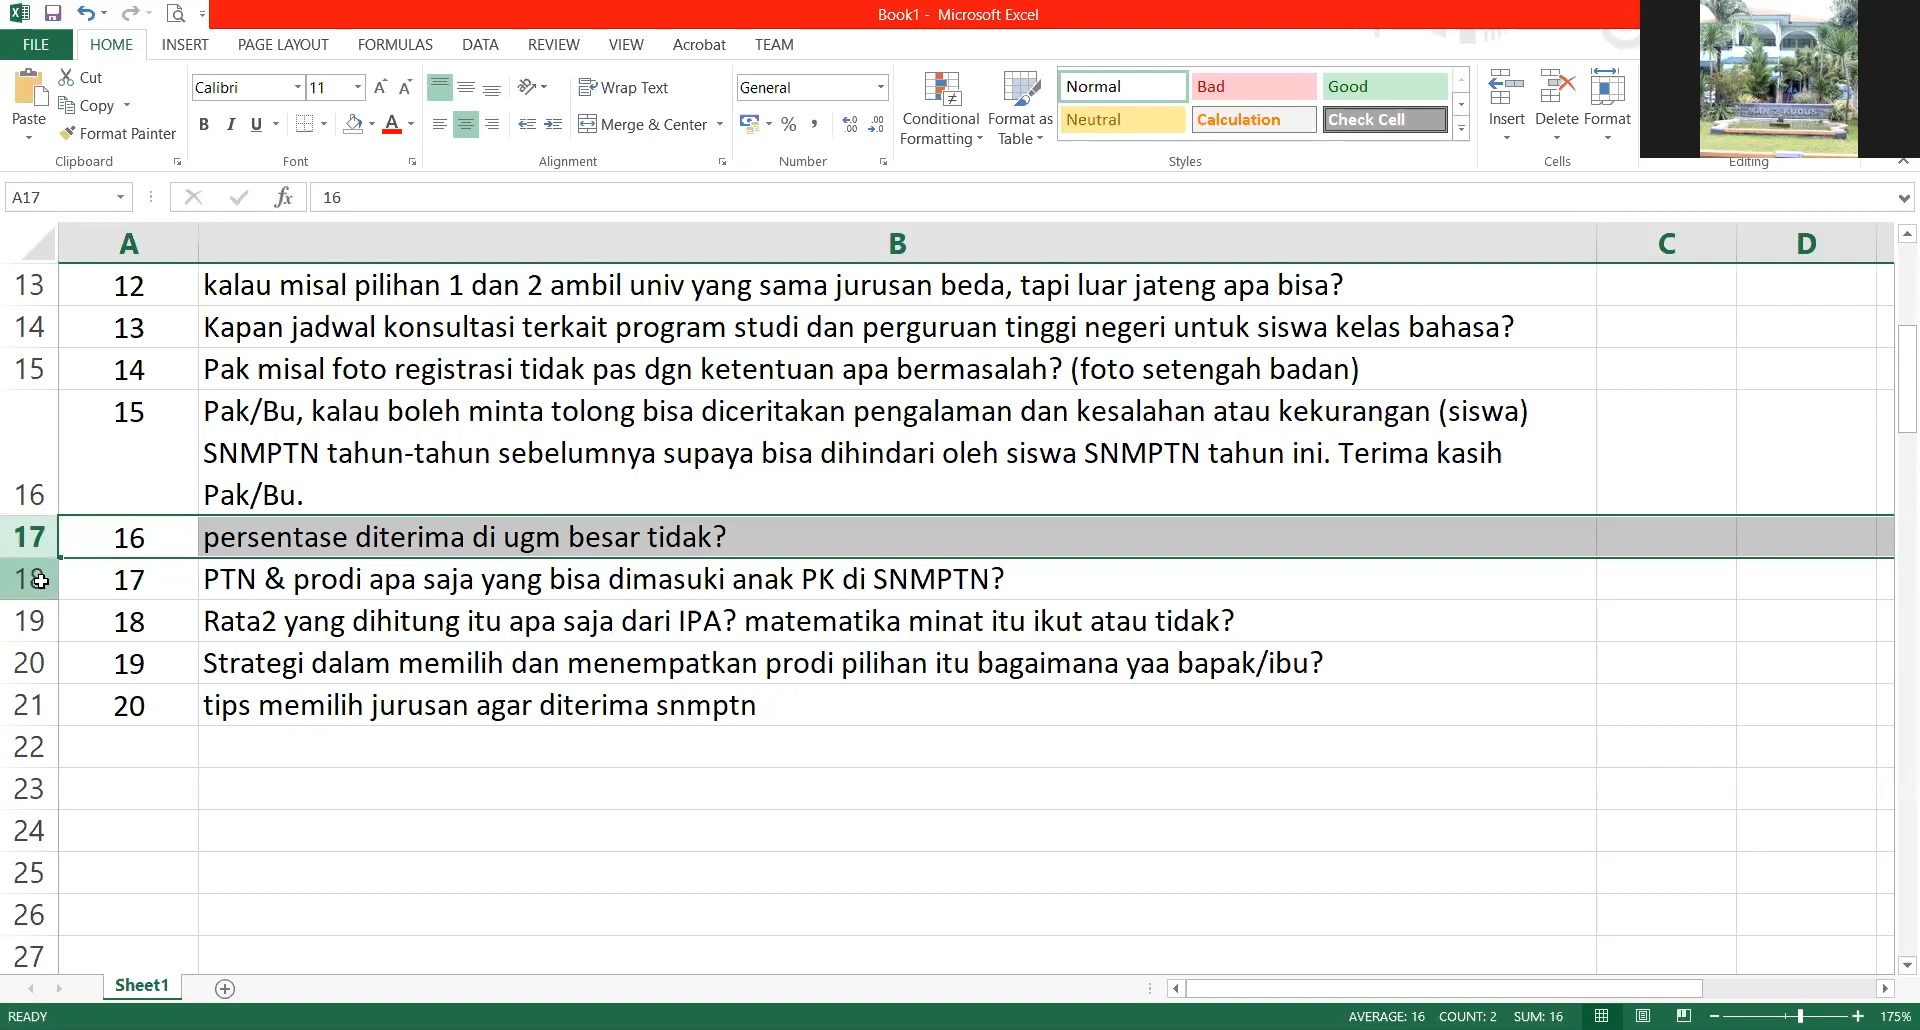 Book1 - Microsoft Excel
FILE HOME INSERT PAGE LAYOUT FORMULAS DATA REVIEW VIEW Acrobat TEAM
Paste
Cut
Copy
Format Painter
Clipboard
Calibri 11
B I U
Font
Wrap Text
Merge & Center
Alignment
General
%
Number
Conditional Formatting
Format as Table
Normal Bad Good
Neutral Calculation Check Cell
Styles
Insert Delete Format
Cells
Editing
A17 fx 16
A B C D
13 12 kalau misal pilihan 1 dan 2 ambil univ yang sama jurusan beda, tapi luar jateng apa bisa?
14 13 Kapan jadwal konsultasi terkait program studi dan perguruan tinggi negeri untuk siswa kelas bahasa?
15 14 Pak misal foto registrasi tidak pas dgn ketentuan apa bermasalah? (foto setengah badan)
15 Pak/Bu, kalau boleh minta tolong bisa diceritakan pengalaman dan kesalahan atau kekurangan (siswa)
SNMPTN tahun-tahun sebelumnya supaya bisa dihindari oleh siswa SNMPTN tahun ini. Terima kasih
16 Pak/Bu.
17 16 persentase diterima di ugm besar tidak?
18 17 PTN & prodi apa saja yang bisa dimasuki anak PK di SNMPTN?
19 18 Rata2 yang dihitung itu apa saja dari IPA? matematika minat itu ikut atau tidak?
20 19 Strategi dalam memilih dan menempatkan prodi pilihan itu bagaimana yaa bapak/ibu?
21 20 tips memilih jurusan agar diterima snmptn
22
23
24
25
26
27
Sheet1
READY AVERAGE: 16 COUNT: 2 SUM: 16 175%